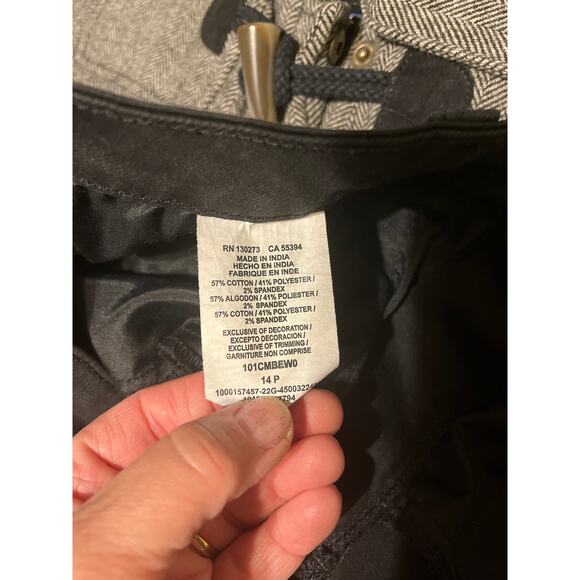 RN 130273 CA 55394
MADE IN INDIA
HECHO EN INDIA
FABRIQUE EN INDE
57% COTTON / 41% POLYESTER /
2% SPANDEX
57% ALGODON / 41% POLIESTER /
2% SPANDEX
57% COTON / 41% POLYESTER /
2% SPANDEX
EXCLUSIVE OF DECORATION /
EXCEPTO DECORACION /
EXCLUSIVE OF TRIMMING /
GARNITURE NON COMPRISE
101CMBEW0
14 P